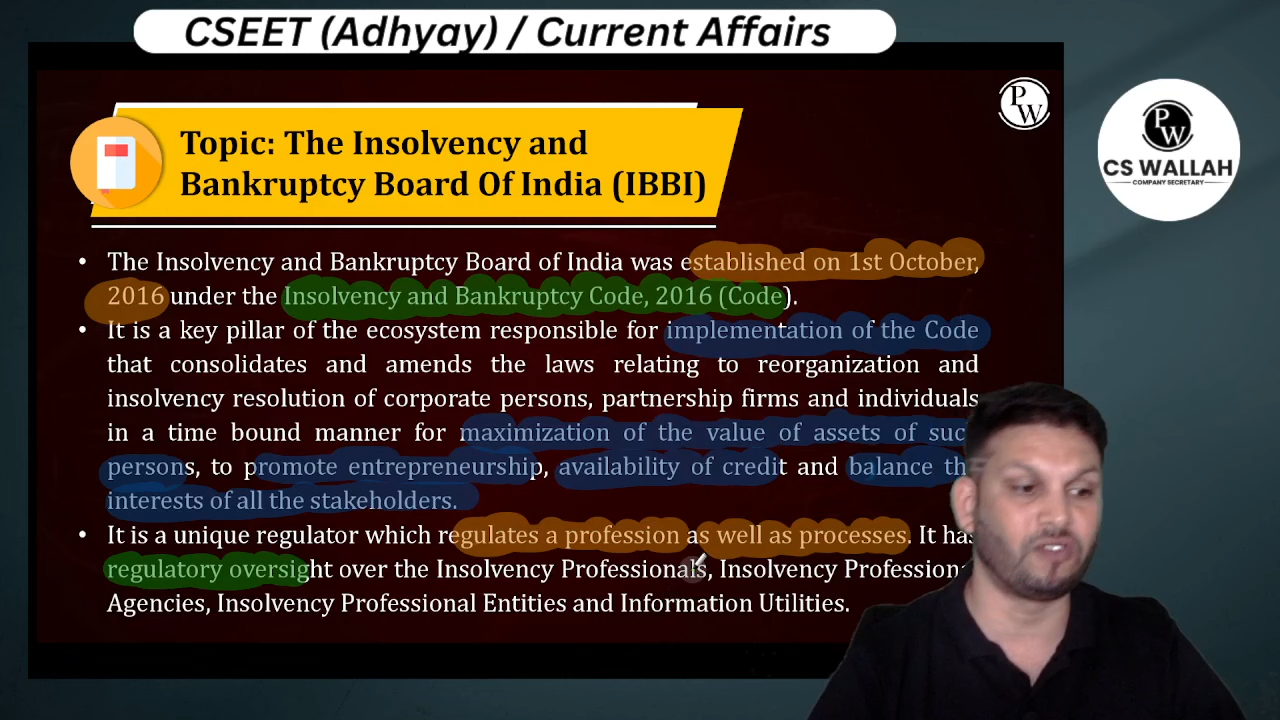 CSEET (Adhyay) / Current Affairs
PW
PW
CS WALLAH
COMPANY SECRETARY
Topic: The Insolvency and
Bankruptcy Board Of India (IBBI)
• The Insolvency and Bankruptcy Board of India was established on 1st October,
2016 under the Insolvency and Bankruptcy Code, 2016 (Code).
• It is a key pillar of the ecosystem responsible for implementation of the Code
that consolidates and amends the laws relating to reorganization and
insolvency resolution of corporate persons, partnership firms and individuals
in a time bound manner for maximization of the value of assets of
persons, to promote entrepreneurship, availability of credit and balance
interests of all the stakeholders.
• It is a unique regulator which regulates a profession as well as processes. It
regulatory oversight over the Insolvency Professionals, Insolvency
Agencies, Insolvency Professional Entities and Information Utilities.